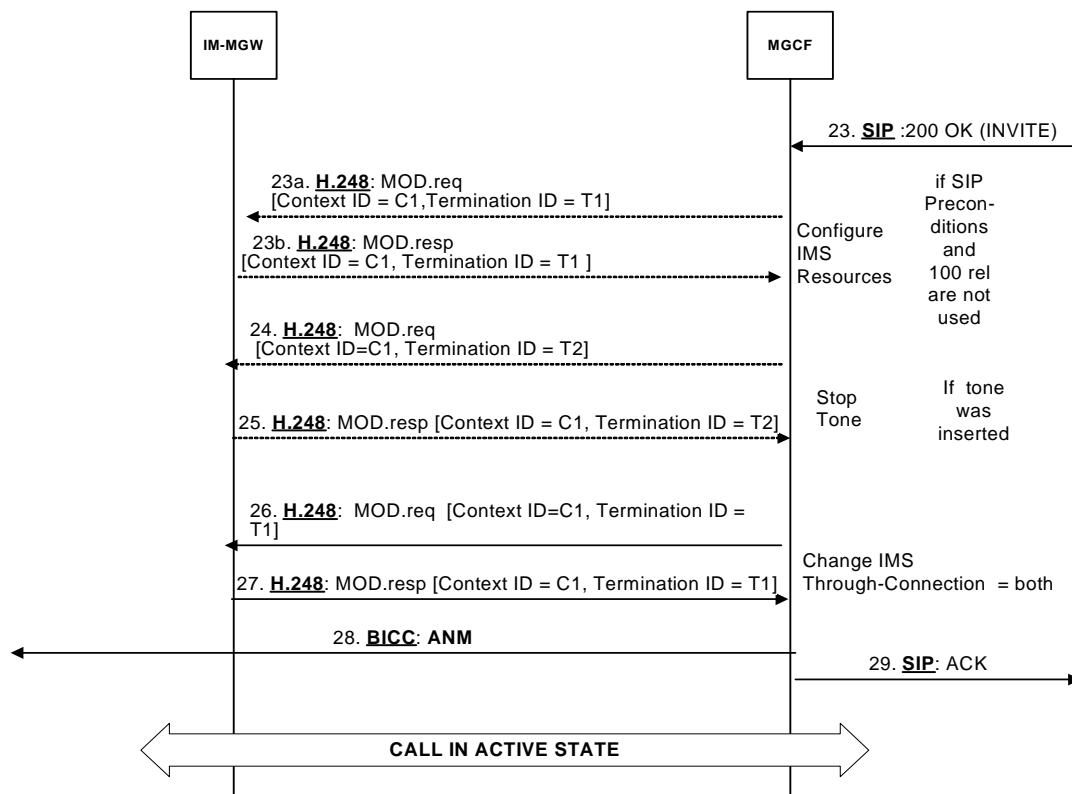 IM-MGW
MGCF
23. SIP :200 OK (INVITE)
23a. H.248: MOD.req
[Context ID = C1,Termination ID = T1]
if SIP
Precon-
ditions
and
100 rel
are not
used
Configure
IMS
Resources
23b. H.248: MOD.resp
[Context ID = C1, Termination ID = T1 ]
24. H.248:  MOD.req
[Context ID=C1, Termination ID = T2]
Stop
Tone
If  tone
was
inserted
25. H.248: MOD.resp [Context ID = C1, Termination ID = T2]
26. H.248:  MOD.req  [Context ID=C1, Termination ID =
T1]
Change IMS
Through-Connection  = both
27. H.248: MOD.resp [Context ID = C1, Termination ID = T1]
28. BICC: ANM
29. SIP: ACK
CALL IN ACTIVE STATE